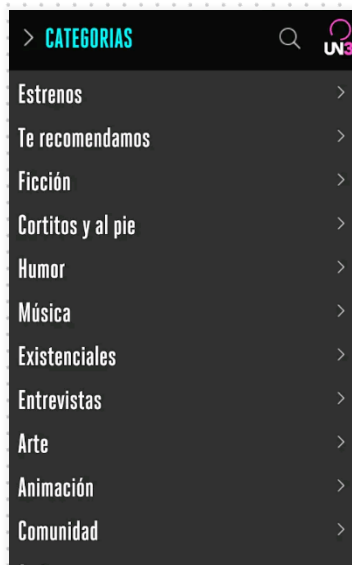 > CATEGORIAS
UN3
Estrenos
Te recomendamos
Ficción
Cortitos y al pie
Humor
Música
Existenciales
Entrevistas
Arte
Animación
Comunidad